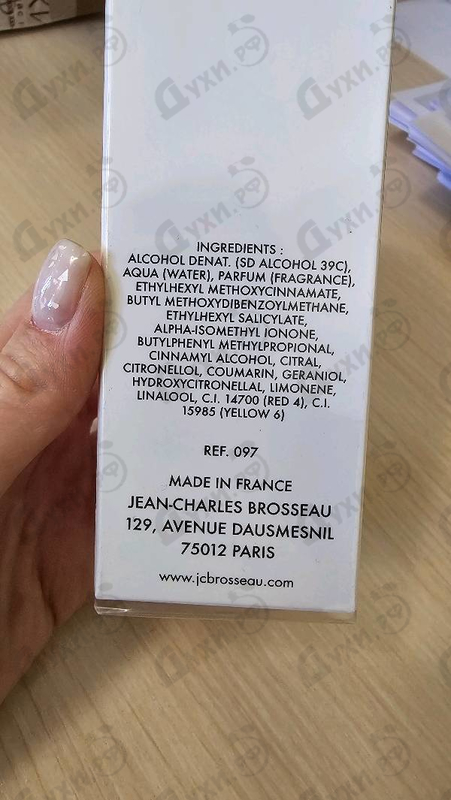 INGREDIENTS :
ALCOHOL DENAT. (SD ALCOHOL 39C),
AQUA (WATER), PARFUM (FRAGRANCE),
ETHYLHEXYL METHOXYCINNAMATE,
BUTYL METHOXYDIBENZOYLMETHANE,
ETHYLHEXYL SALICYLATE,
ALPHA-ISOMETHYL IONONE,
BUTYLPHENYL METHYLPROPIONAL,
CINNAMYL ALCOHOL, CITRAL,
CITRONELLOL, COUMARIN, GERANIOL,
HYDROXYCITRONELLAL, LIMONENE,
LINALOOL, C.I. 14700 (RED 4), C.I.
15985 (YELLOW 6)
REF. 097
MADE IN FRANCE
JEAN-CHARLES BROSSEAU
129, AVENUE DAUSMESNIL
75012 PARIS
www.jcbrosseau.com
Духи.рф